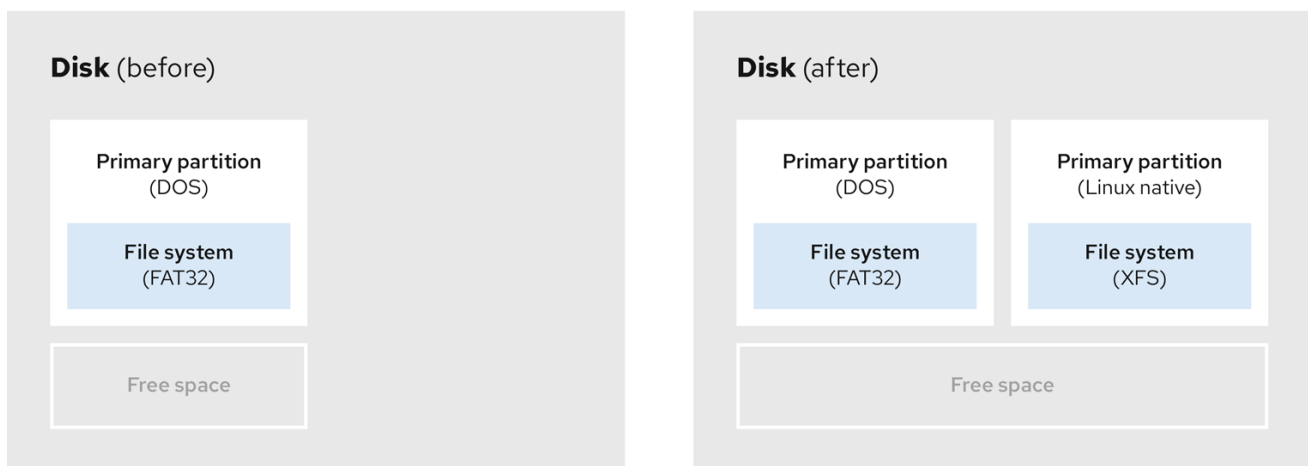 Disk (before)
Primary partition
(DOS)
File system
(FAT32)
Free space
Disk (after)
Primary partition
(DOS)
File system
(FAT32)
Primary partition
(Linux native)
File system
(XFS)
Free space